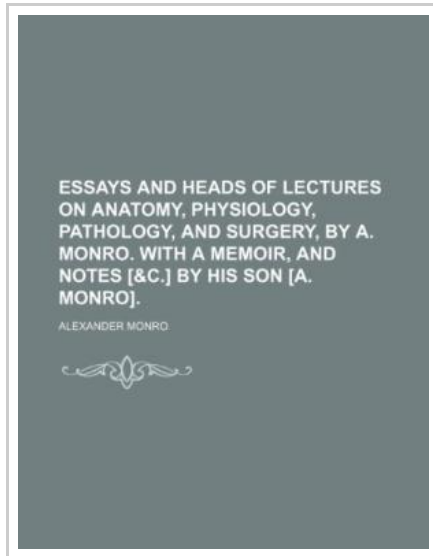 ESSAYS AND HEADS OF LECTURES
ON ANATOMY, PHYSIOLOGY,
PATHOLOGY, AND SURGERY, BY A.
MONRO. WITH A MEMOIR, AND
NOTES [&C.] BY HIS SON [A.
MONRO].
ALEXANDER MONRO